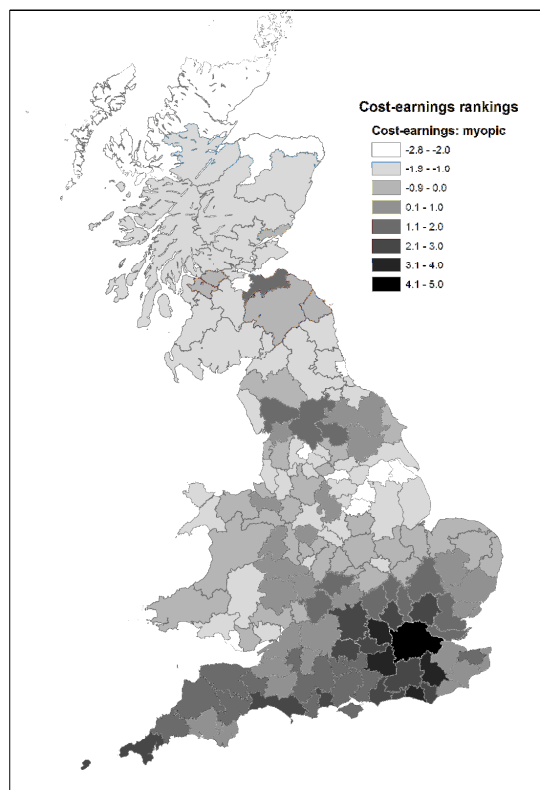 Cost-earnings rankings
Cost-earnings: myopic
-2.8 - -2.0
-1.9 - -1.0
-0.9 - 0.0
0.1 - 1.0
1.1 - 2.0
2.1 - 3.0
3.1 - 4.0
4.1 - 5.0